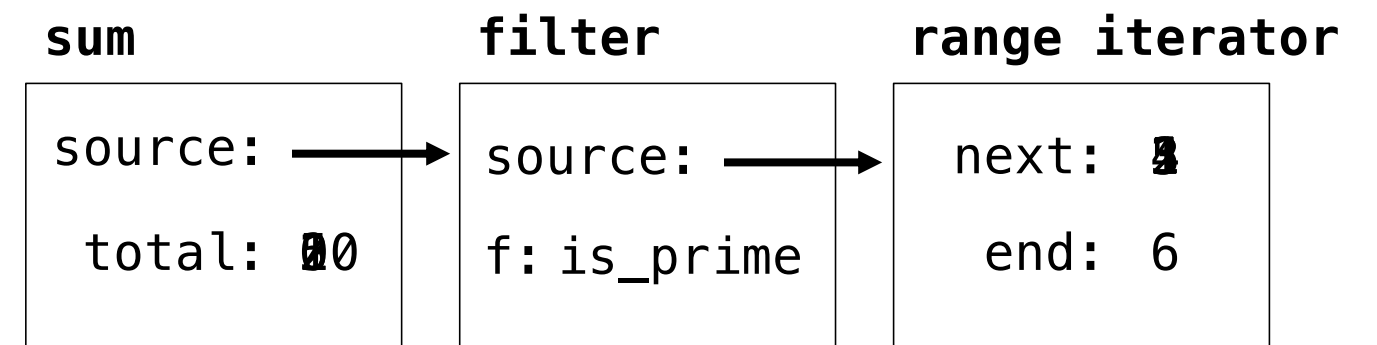 sum
source:
total:
filter
source:
f: is_prime
range iterator
next:
end: 6